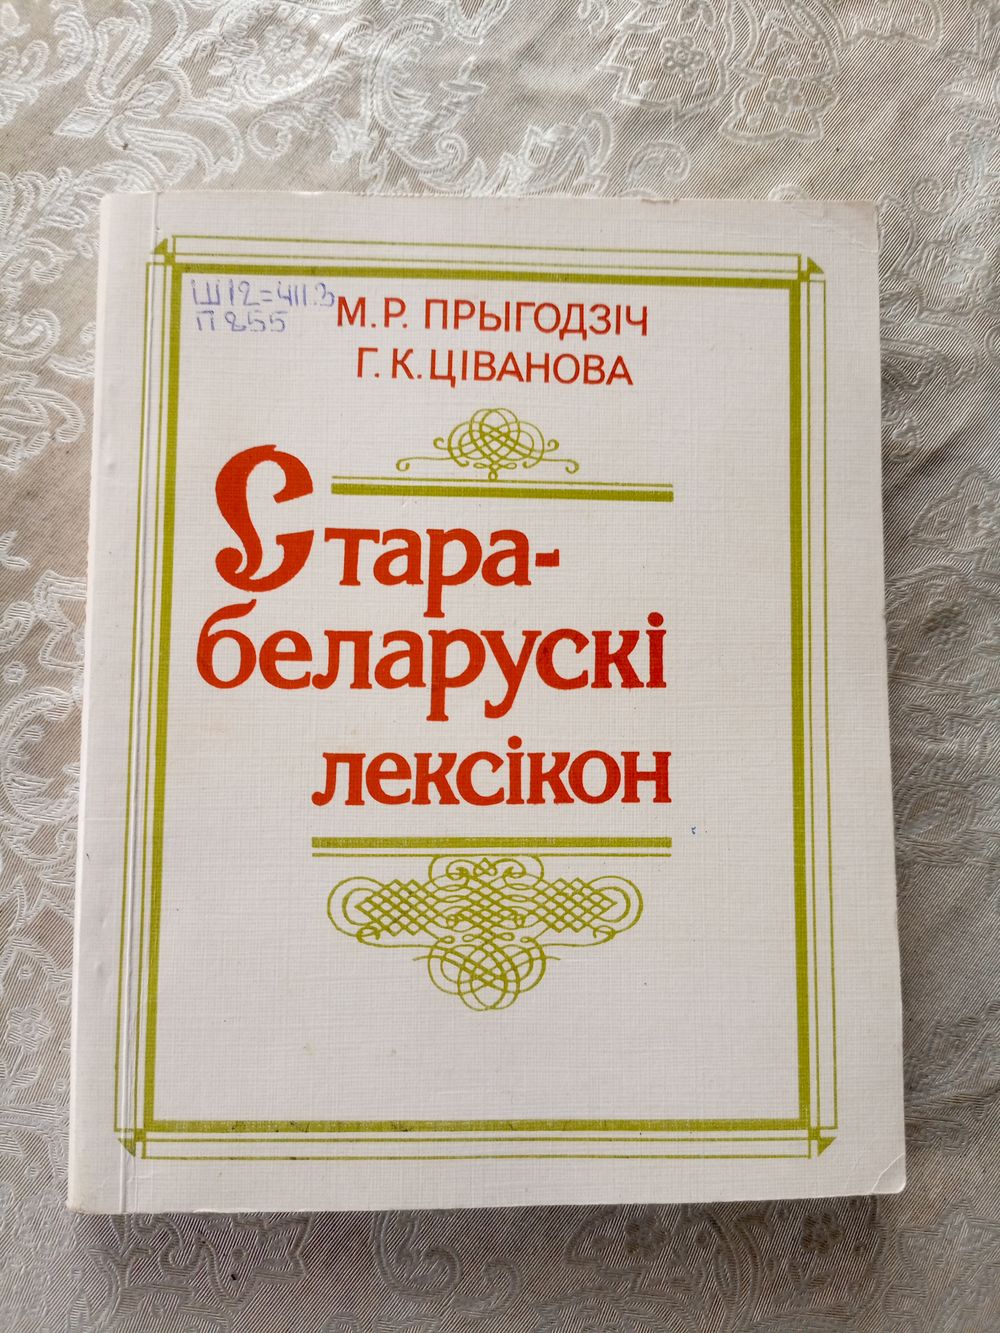 Ш12=411.3
П855
М.Р. ПРЫГОДЗІЧ
Г.К.ЦІВАНОВА
Стара-
беларускі
лексікон